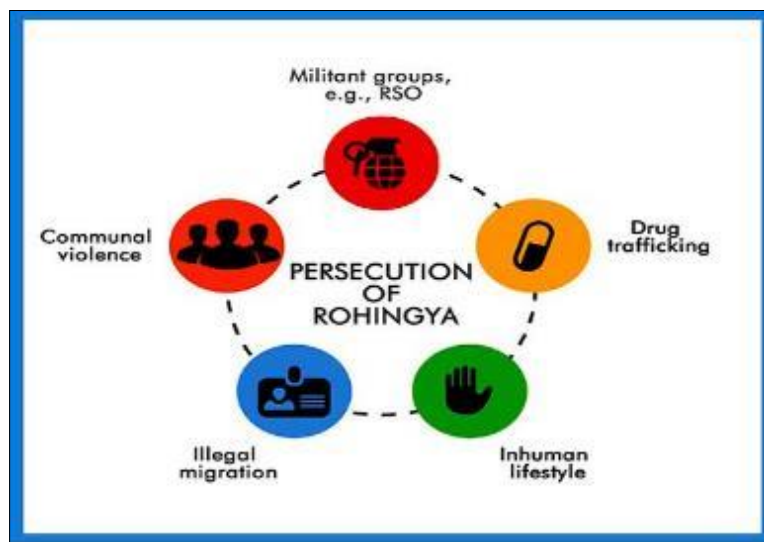 Militant groups,
e.g., RSO
Drug
trafficking
Communal
violence
PERSECUTION
OF
ROHINGYA
Illegal
migration
Inhuman
lifestyle